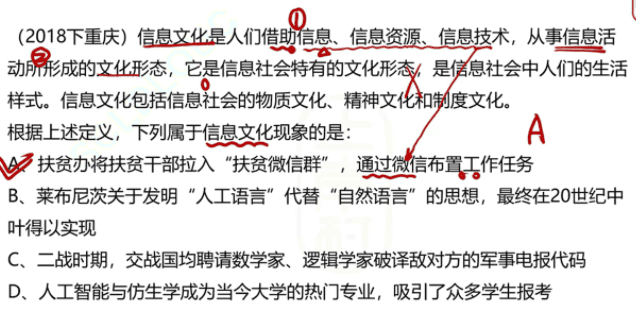 ①
（2018下重庆）信息文化是人们借助信息、信息资源、信息技术，从事信息活
②
动所形成的文化形态，它是信息社会特有的文化形态，是信息社会中人们的生活
样式。信息文化包括信息社会的物质文化、精神文化和制度文化。
根据上述定义，下列属于信息文化现象的是：
A
A、扶贫办将扶贫干部拉入“扶贫微信群”，通过微信布置工作任务
B、莱布尼茨关于发明“人工语言”代替“自然语言”的思想，最终在20世纪中
叶得以实现
C、二战时期，交战国均聘请数学家、逻辑学家破译敌对方的军事电报代码
D、人工智能与仿生学成为当今大学的热门专业，吸引了众多学生报考